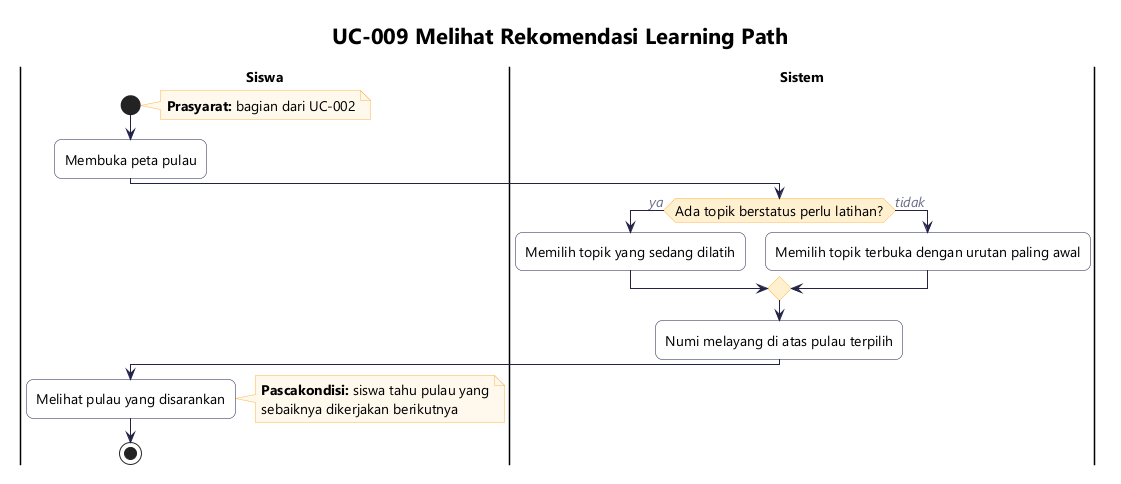 UC-009 Melihat Rekomendasi Learning Path
Siswa
Sistem
Prasyarat: bagian dari UC-002
Membuka peta pulau
ya
Ada topik berstatus perlu latihan?
tidak
Memilih topik yang sedang dilatih
Memilih topik terbuka dengan urutan paling awal
Numi melayang di atas pulau terpilih
Melihat pulau yang disarankan
Pascakondisi: siswa tahu pulau yang
sebaiknya dikerjakan berikutnya